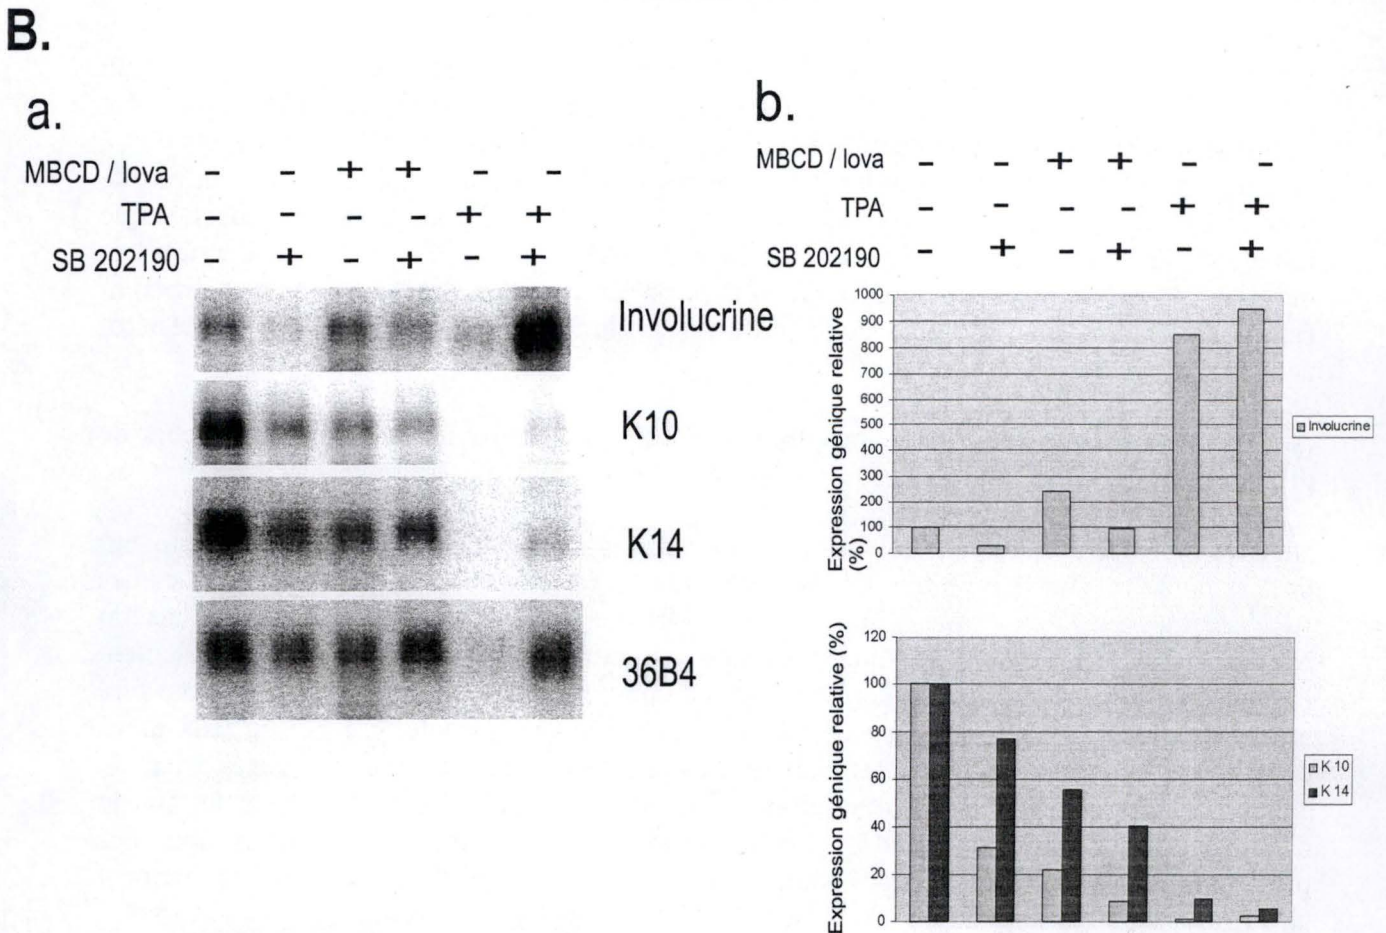 B.
a.
MBCD / lova - - + + - -
TPA - - - - + +
SB 202190 - + - + - +
Involucrine
K10
K14
36B4
b.
MBCD / lova - - + + - -
TPA - - - - + +
SB 202190 - + - + - +
Expression génique relative
(%)
1000
900
800
700
600
500
400
300
200
100
0
Involucrine
Expression génique relative (%)
120
100
80
60
40
20
0
K 10
K 14